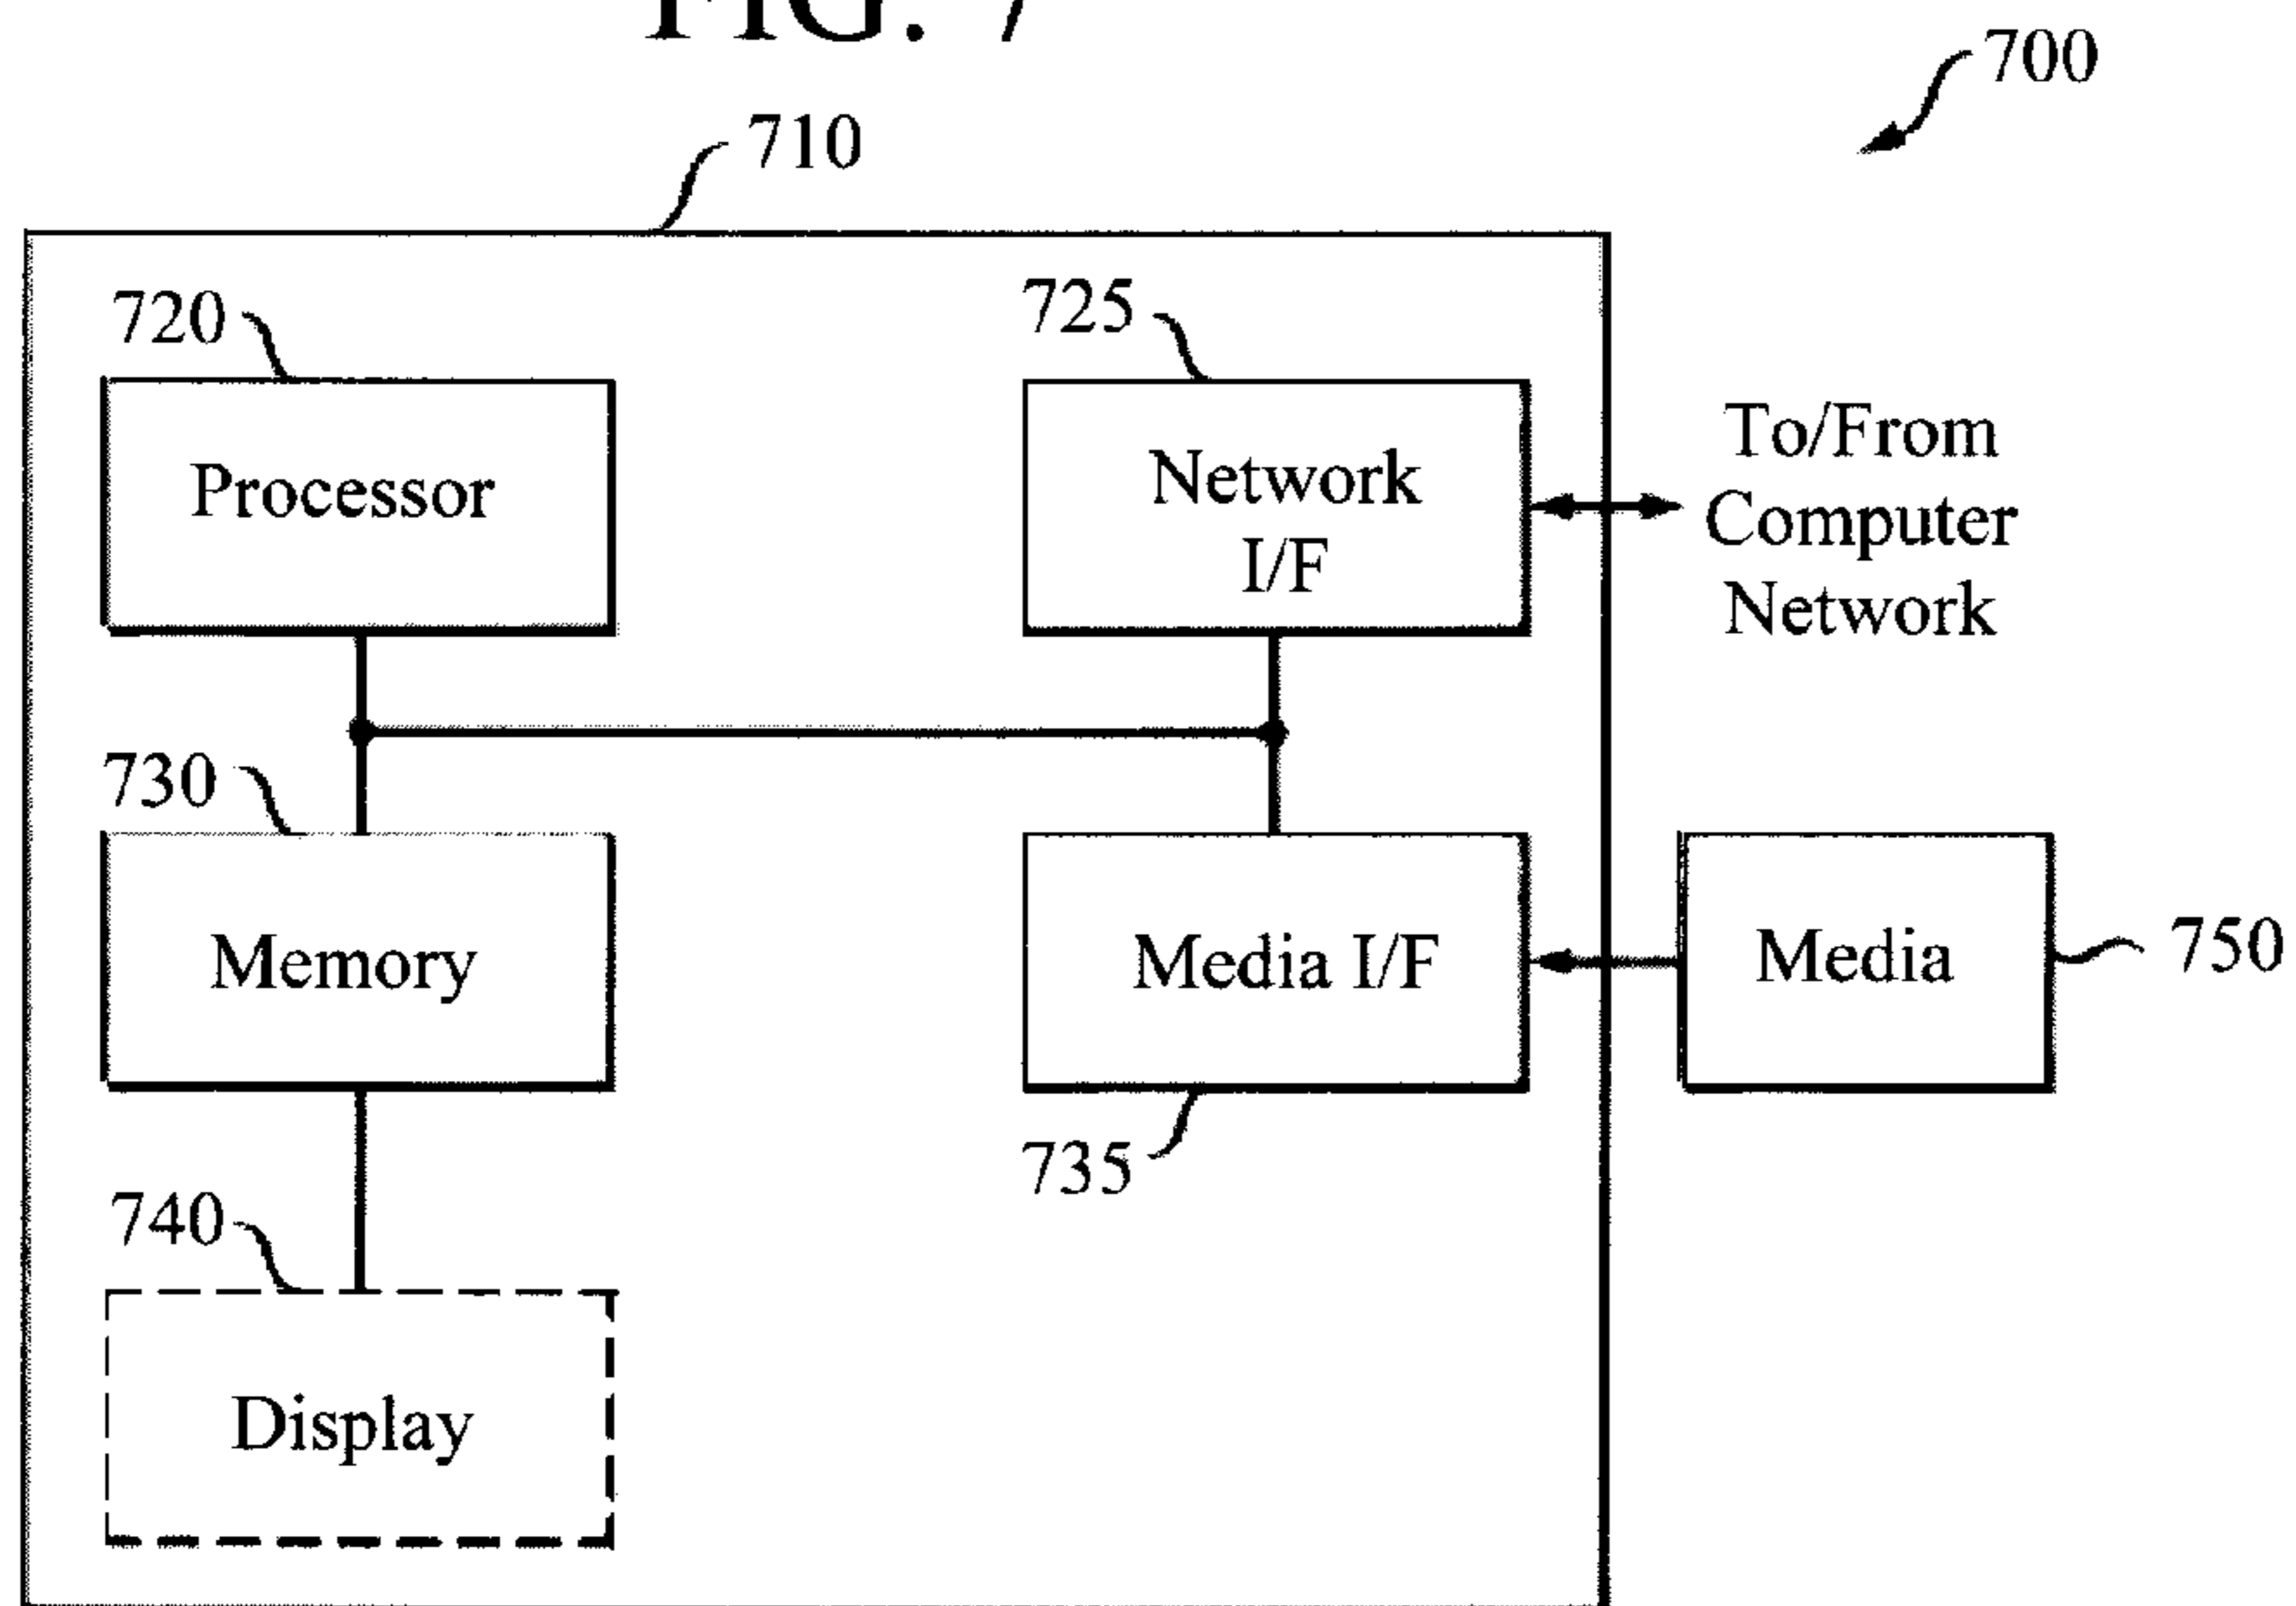 FIG. 7
700
710
720
725
Processor
Network
I/F
To/From
Computer
Network
730
Memory
Media I/F
Media
750
735
740
Display